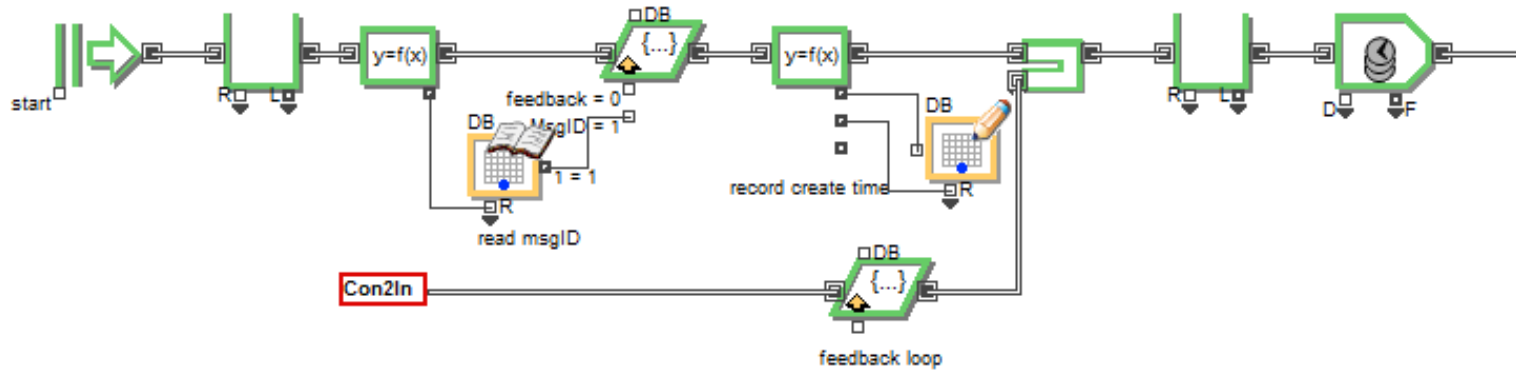 start
R
L
y=f(x)
DB
{...}
feedback = 0
MsgID = 1
DB
1 = 1
R
read msgID
y=f(x)
DB
record create time
R
R
L
D
F
Con2In
DB
{...}
feedback loop